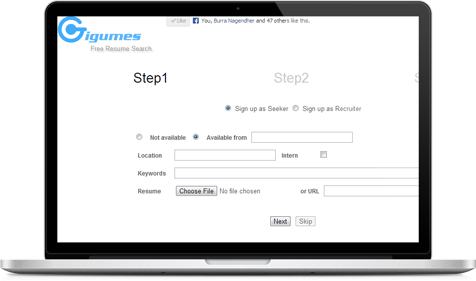 Like You, Burra Nagendher and 47 others like this.
Gigumes
Free Resume Search.
Step1 Step2 S
Sign up as Seeker Sign up as Recruiter
Not available Available from
Location Intern
Keywords
Resume Choose File No file chosen or URL
Next Skip